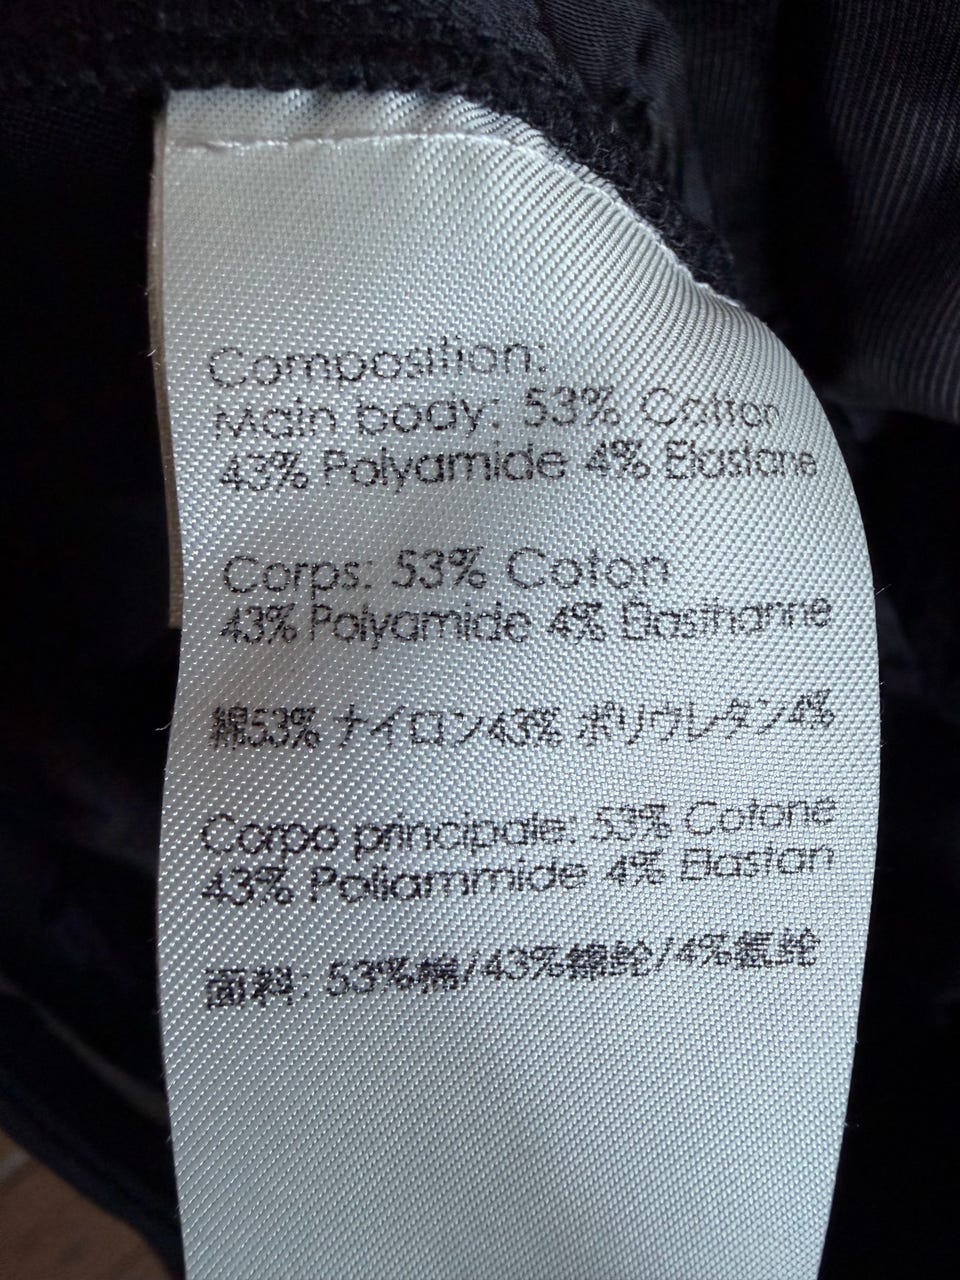 Composition:
Main body: 53% Cotton
43% Polyamide 4% Elastane
Corps: 53% Coton
43% Polyamide 4% Elasthanne
綿53% ナイロン43% ポリウレタン4%
Corpo principale: 53% Cotone
43% Poliammide 4% Elastan
面料: 53%棉/43%锦纶/4%氨纶